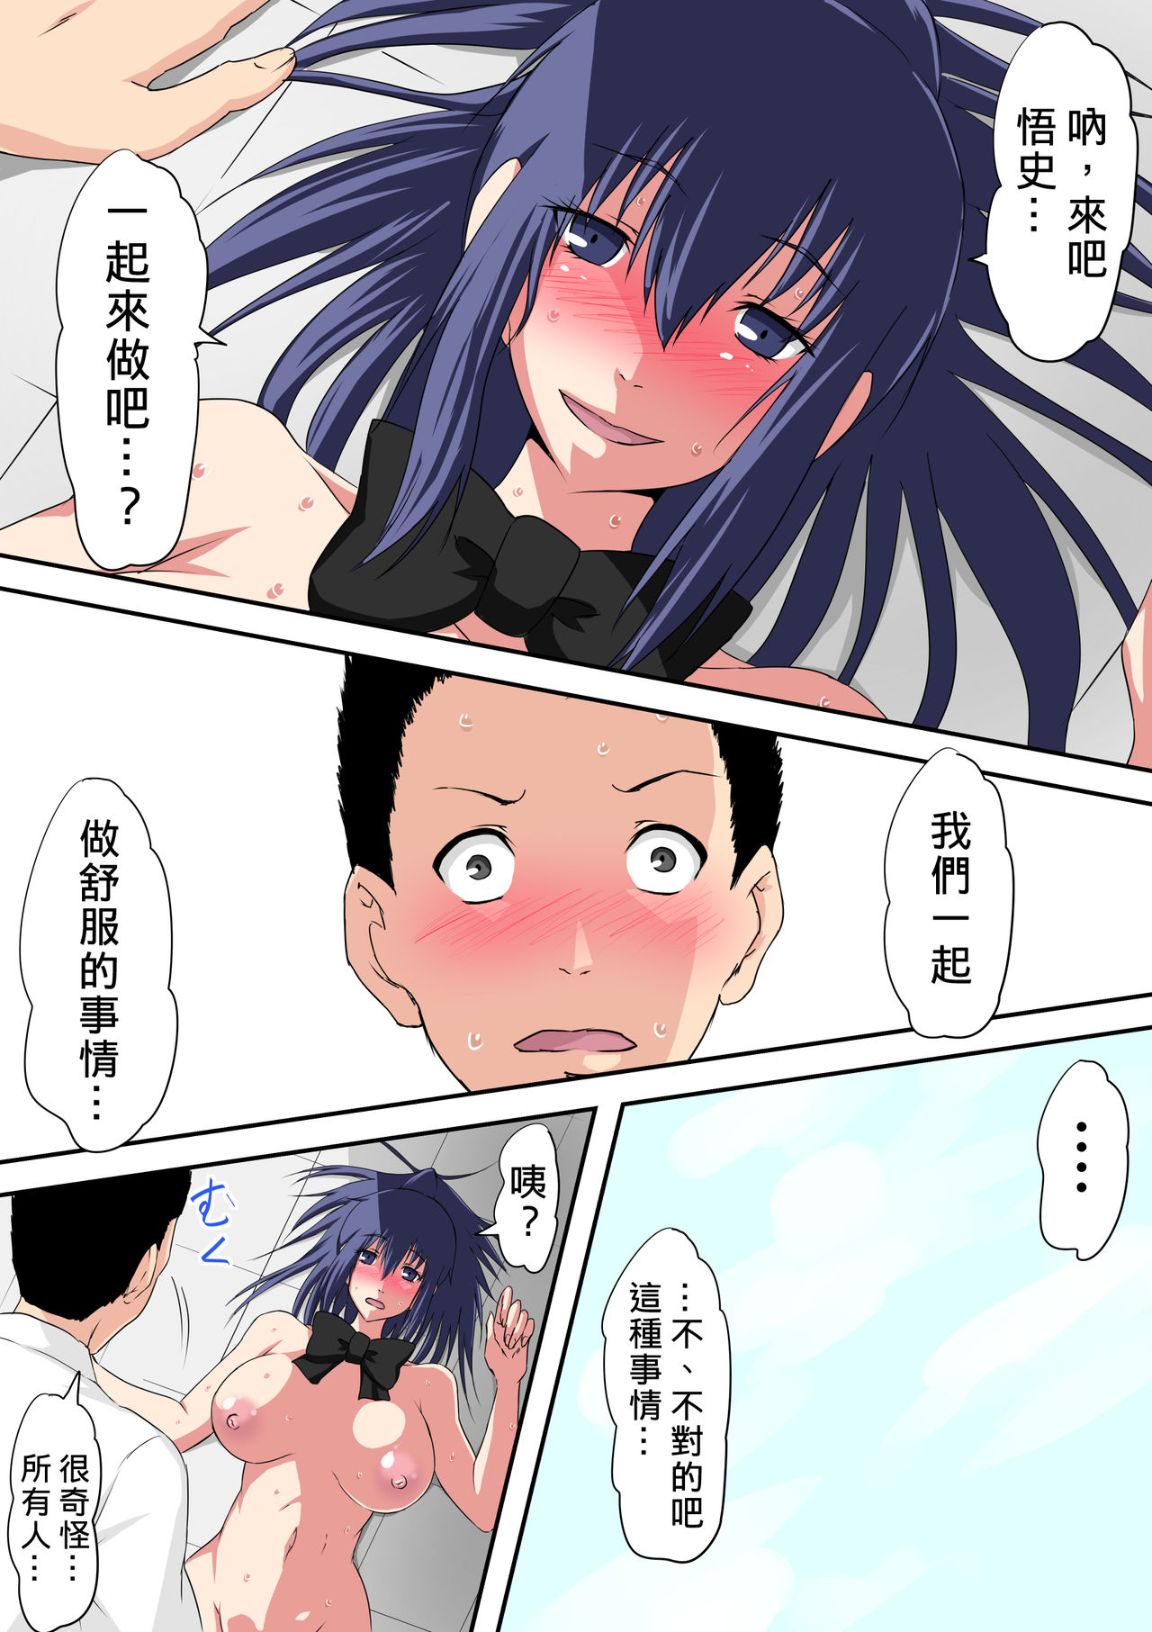 吶，來吧
悟史…
一起來做吧…？
我們一起
做舒服的事情…
‥‥
…不、不對的吧
這種事情…
咦？
むく
很奇怪…
所有人…